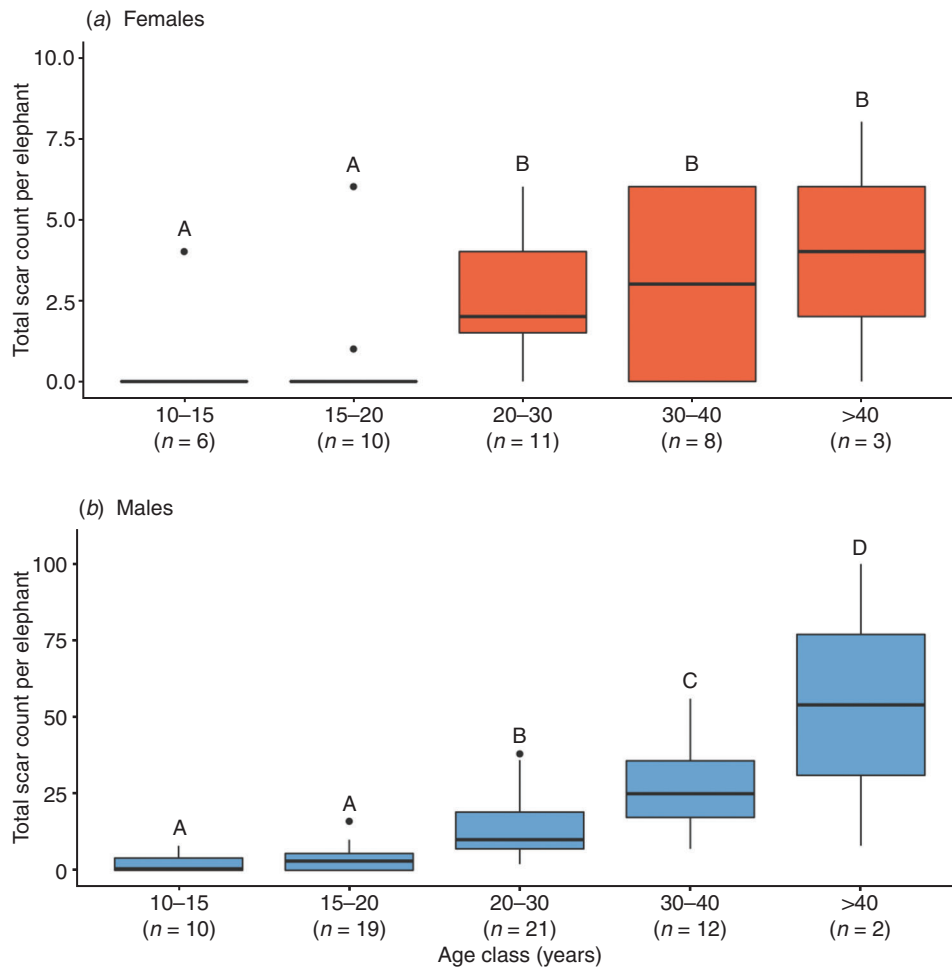 (a) Females
Total scar count per elephant
10.0
7.5
5.0
2.5
0.0
A
A
B
B
B
10–15
15–20
20–30
30–40
>40
(n = 6)
(n = 10)
(n = 11)
(n = 8)
(n = 3)
(b) Males
Total scar count per elephant
100
75
50
25
0
A
A
B
C
D
10–15
15–20
20–30
30–40
>40
(n = 10)
(n = 19)
(n = 21)
(n = 12)
(n = 2)
Age class (years)